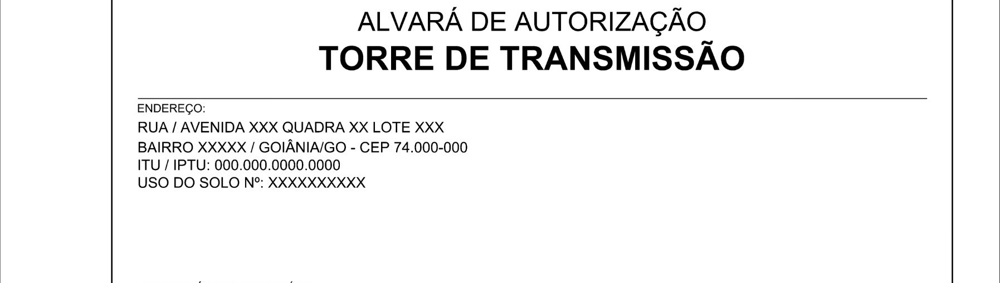 ALVARÁ DE AUTORIZAÇÃO
TORRE DE TRANSMISSÃO
ENDEREÇO:
RUA / AVENIDA XXX QUADRA XX LOTE XXX
BAIRRO XXXXX / GOIÂNIA/GO - CEP 74.000-000
ITU / IPTU: 000.000.0000.0000
USO DO SOLO Nº: XXXXXXXXXX